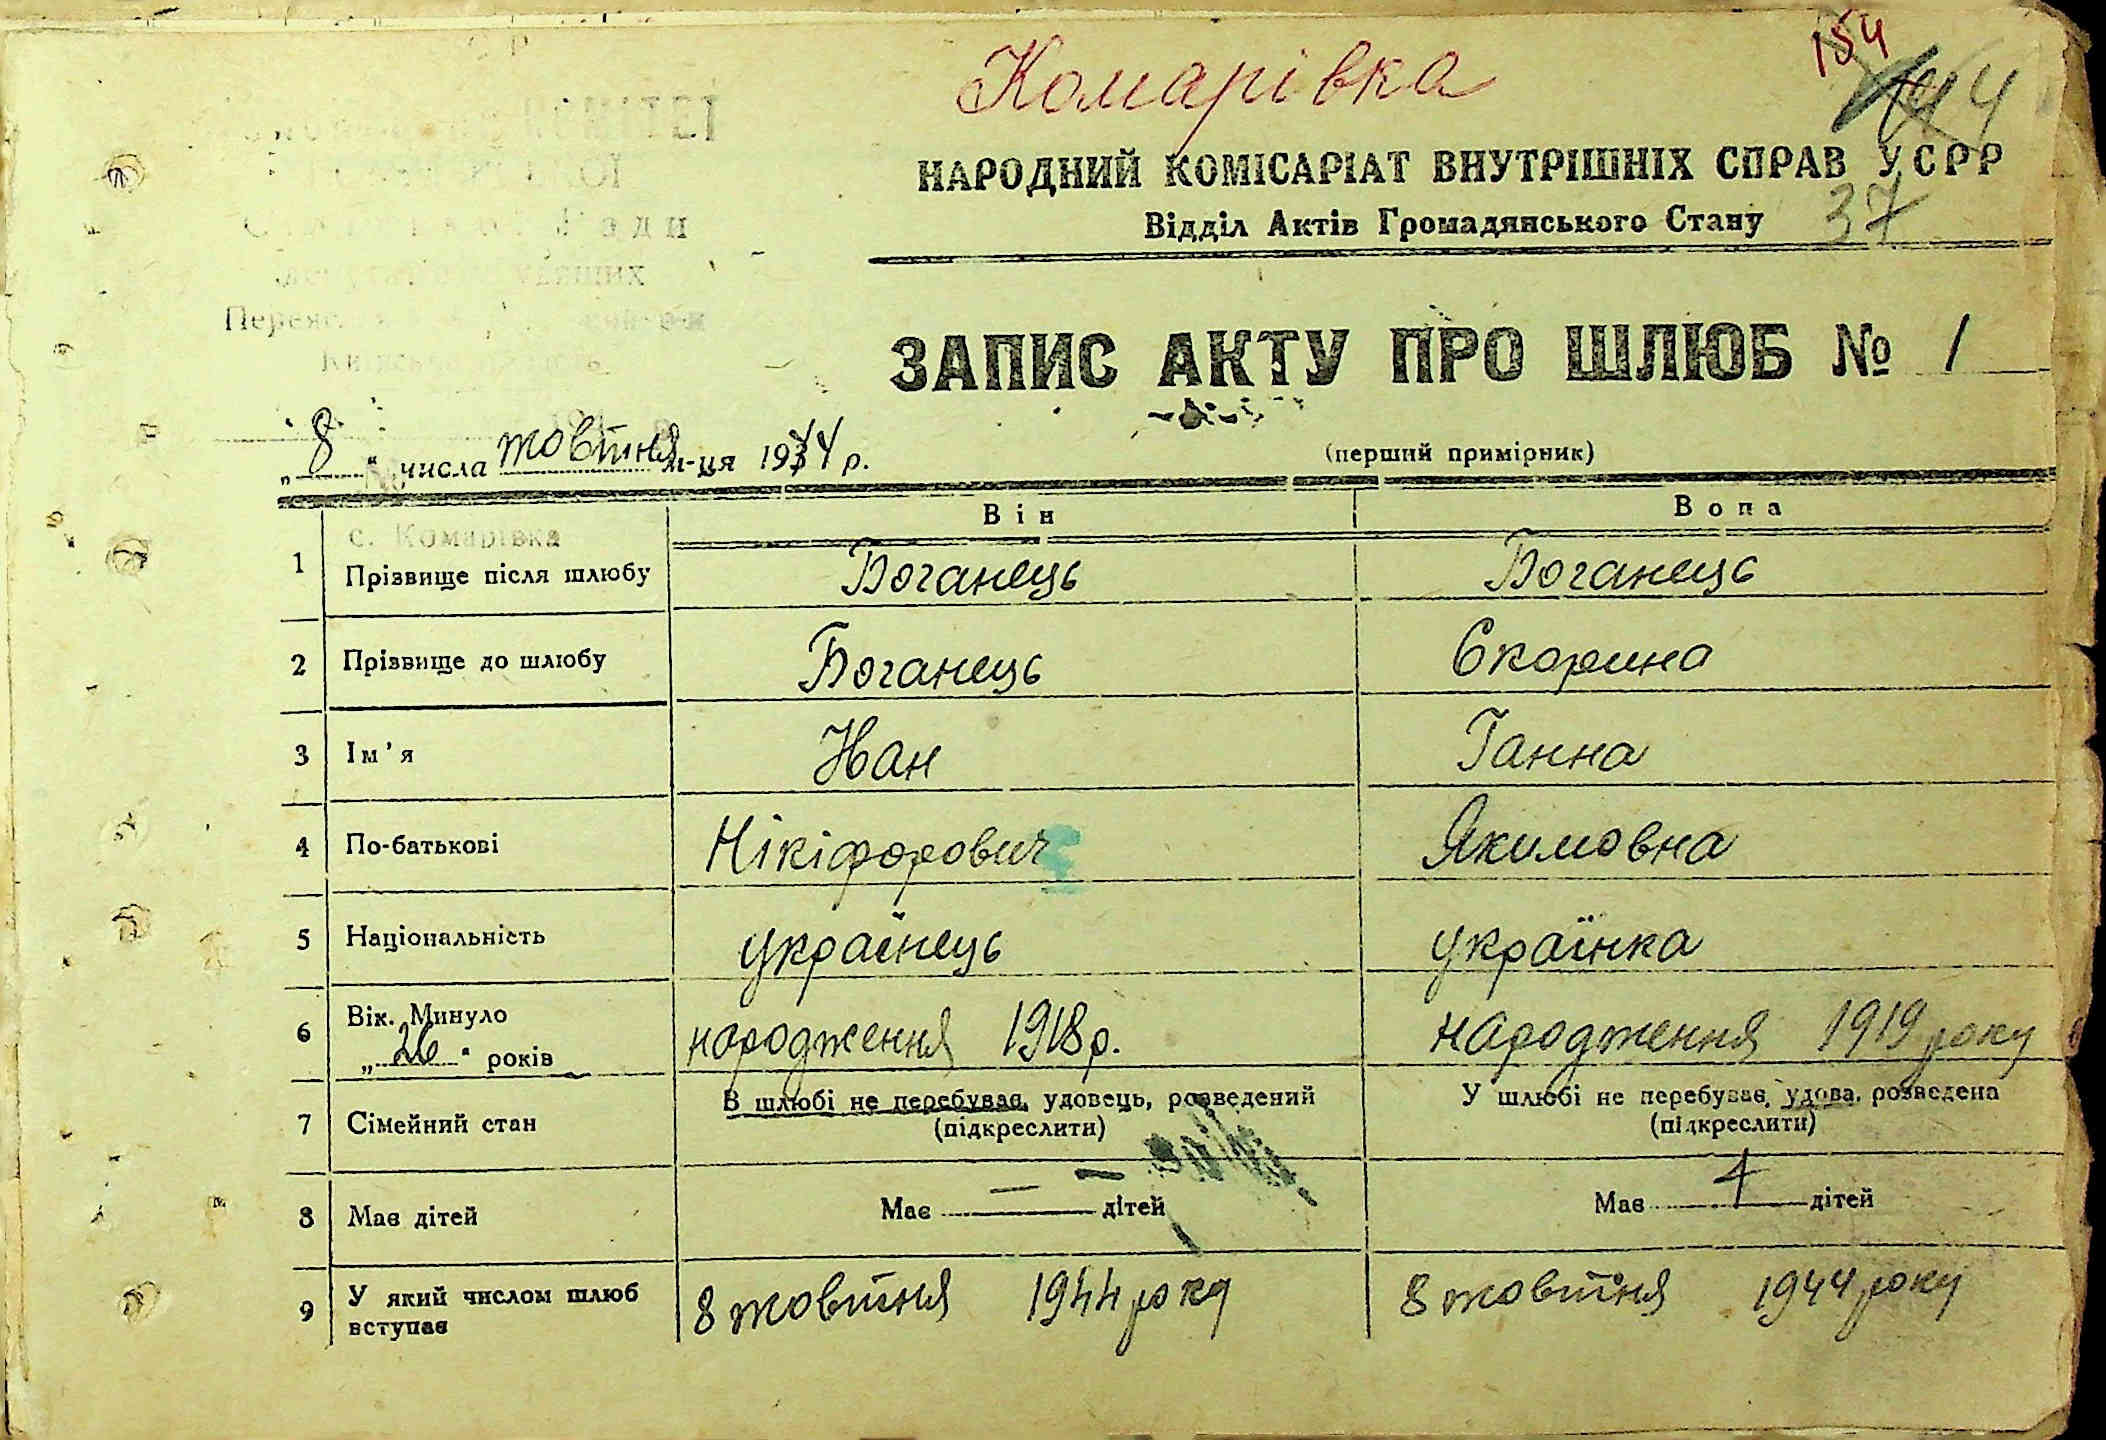 Комарівка
154
НАРОДНИЙ КОМІСАРІАТ ВНУТРІШНІХ СПРАВ УСРР
Відділ Актів Громадянського Стану
37
ЗАПИС АКТУ ПРО ШЛЮБ № 1
„8“ числа жовтня м-ця 1944 р.
(перший примірник)
Він Вона
с. Комарівка
1 Прізвище після шлюбу Боганець Боганець
2 Прізвище до шлюбу Боганець Скорина
3 Ім'я Іван Ганна
4 По-батькові Нікіфорович Якимовна
5 Національність українець українка
6 Вік. Минуло „26“ років народження 1918 р. народження 1919 року
7 Сімейний стан В шлюбі не перебуває, удовець, розведений (підкреслити) У шлюбі не перебуває, удова, розведена (підкреслити)
8 Має дітей Має — дітей Має 1 дітей
9 У який числом шлюб вступає 8 жовтня 1944 року 8 жовтня 1944 року